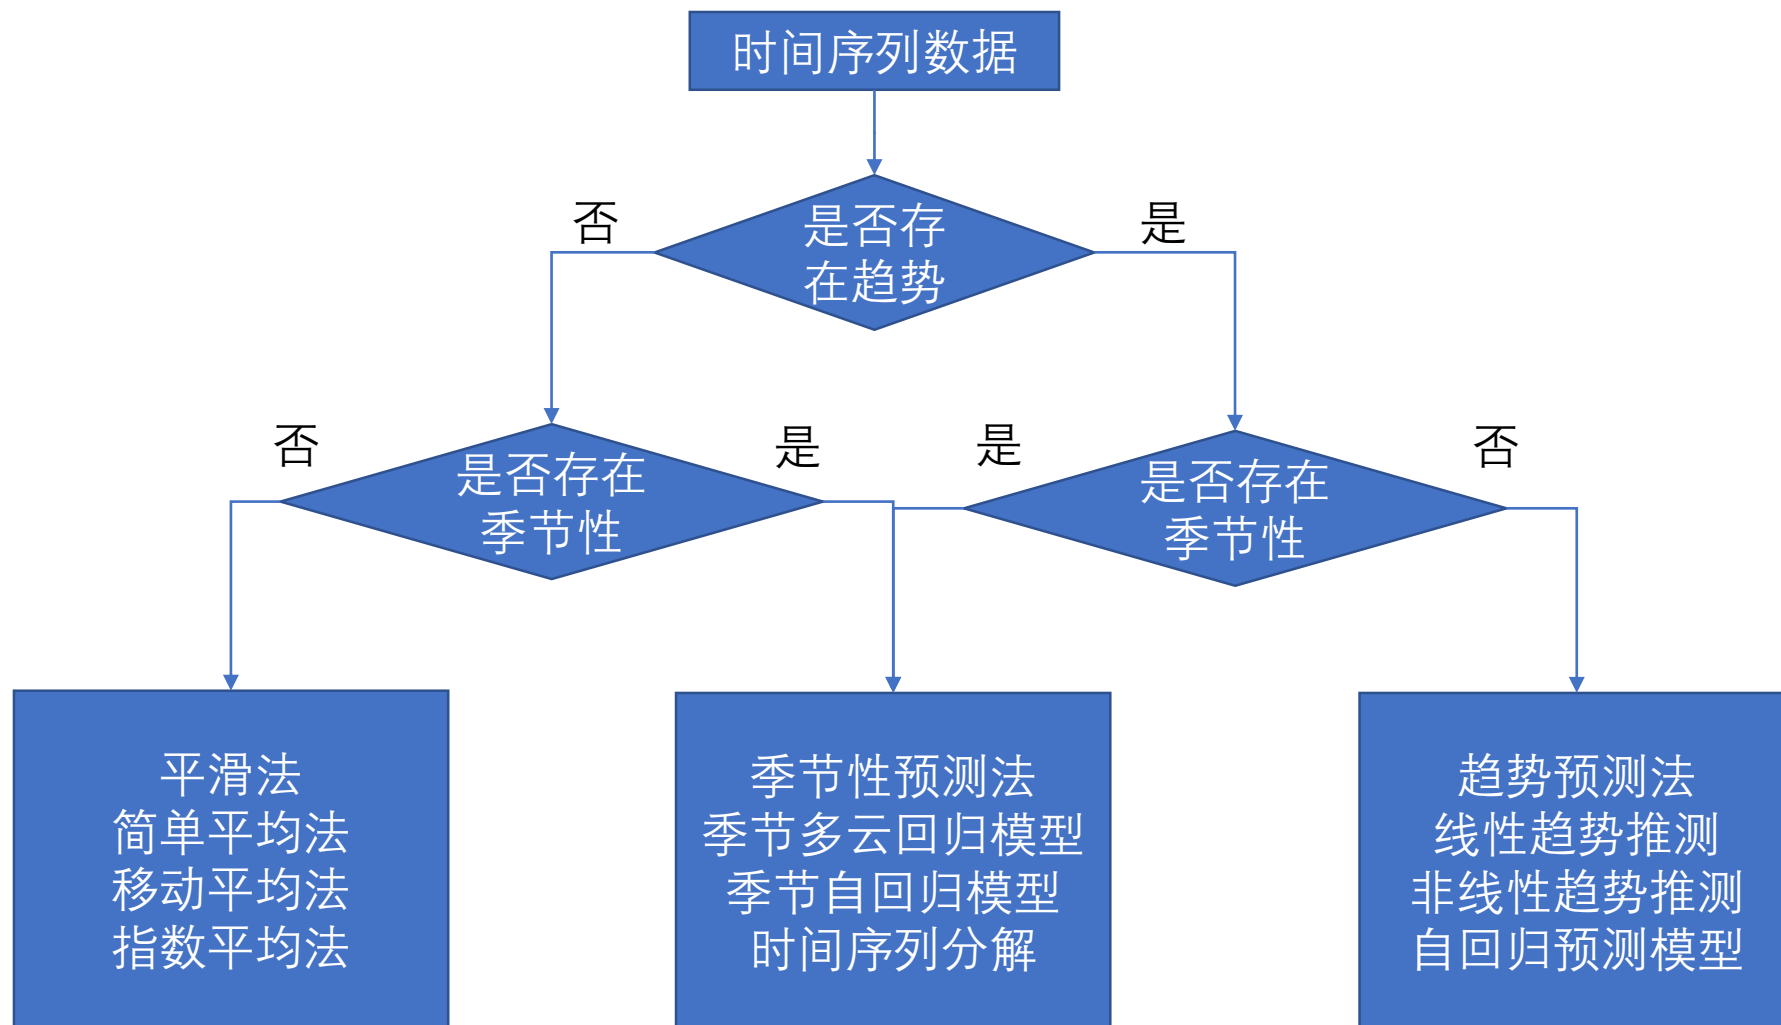 时间序列数据
否
是
是否存
在趋势
否
是
是
否
是否存在
季节性
是否存在
季节性
平滑法
简单平均法
移动平均法
指数平均法
季节性预测法
季节多云回归模型
季节自回归模型
时间序列分解
趋势预测法
线性趋势推测
非线性趋势推测
自回归预测模型